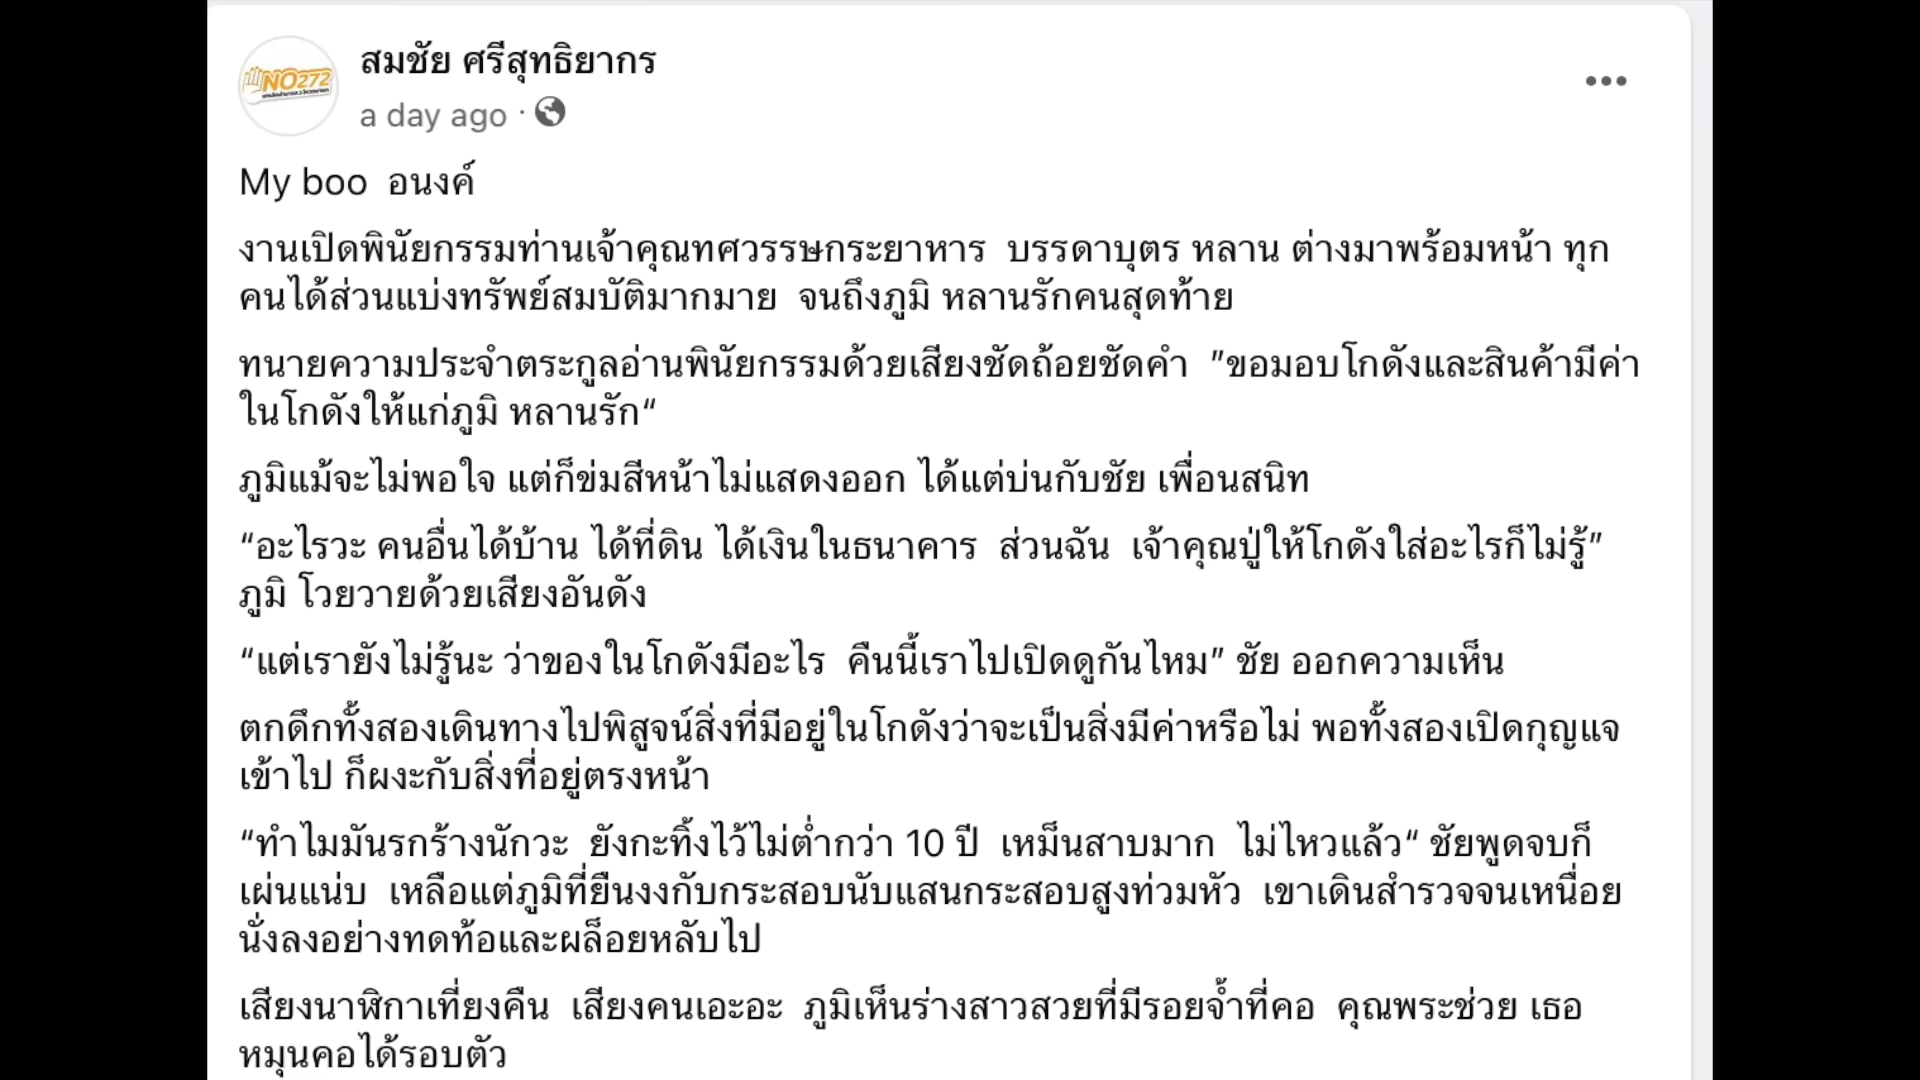 NO272
สมชัย ศรีสุทธิยากร
a day ago ·
My boo อนงค์
งานเปิดพินัยกรรมท่านเจ้าคุณทศวรรษกระยาหาร บรรดาบุตร หลาน ต่างมาพร้อมหน้า ทุก
คนได้ส่วนแบ่งทรัพย์สมบัติมากมาย จนถึงภูมิ หลานรักคนสุดท้าย
ทนายความประจำตระกูลอ่านพินัยกรรมด้วยเสียงชัดถ้อยชัดคำ ”ขอมอบโกดังและสินค้ามีค่า
ในโกดังให้แก่ภูมิ หลานรัก“
ภูมิแม้จะไม่พอใจ แต่ก็ข่มสีหน้าไม่แสดงออก ได้แต่บ่นกับชัย เพื่อนสนิท
“อะไรวะ คนอื่นได้บ้าน ได้ที่ดิน ได้เงินในธนาคาร ส่วนฉัน เจ้าคุณปู่ให้โกดังใส่อะไรก็ไม่รู้”
ภูมิ โวยวายด้วยเสียงอันดัง
“แต่เรายังไม่รู้นะ ว่าของในโกดังมีอะไร คืนนี้เราไปเปิดดูกันไหม” ชัย ออกความเห็น
ตกดึกทั้งสองเดินทางไปพิสูจน์สิ่งที่มีอยู่ในโกดังว่าจะเป็นสิ่งมีค่าหรือไม่ พอทั้งสองเปิดกุญแจ
เข้าไป ก็ผงะกับสิ่งที่อยู่ตรงหน้า
“ทำไมมันรกร้างนักวะ ยังกะทิ้งไว้ไม่ต่ำกว่า 10 ปี เหม็นสาบมาก ไม่ไหวแล้ว“ ชัยพูดจบก็
เผ่นแน่บ เหลือแต่ภูมิที่ยืนงงกับกระสอบนับแสนกระสอบสูงท่วมหัว เขาเดินสำรวจจนเหนื่อย
นั่งลงอย่างทดท้อและผล็อยหลับไป
เสียงนาฬิกาเที่ยงคืน เสียงคนเอะอะ ภูมิเห็นร่างสาวสวยที่มีรอยจ้ำที่คอ คุณพระช่วย เธอ
หมุนคอได้รอบตัว